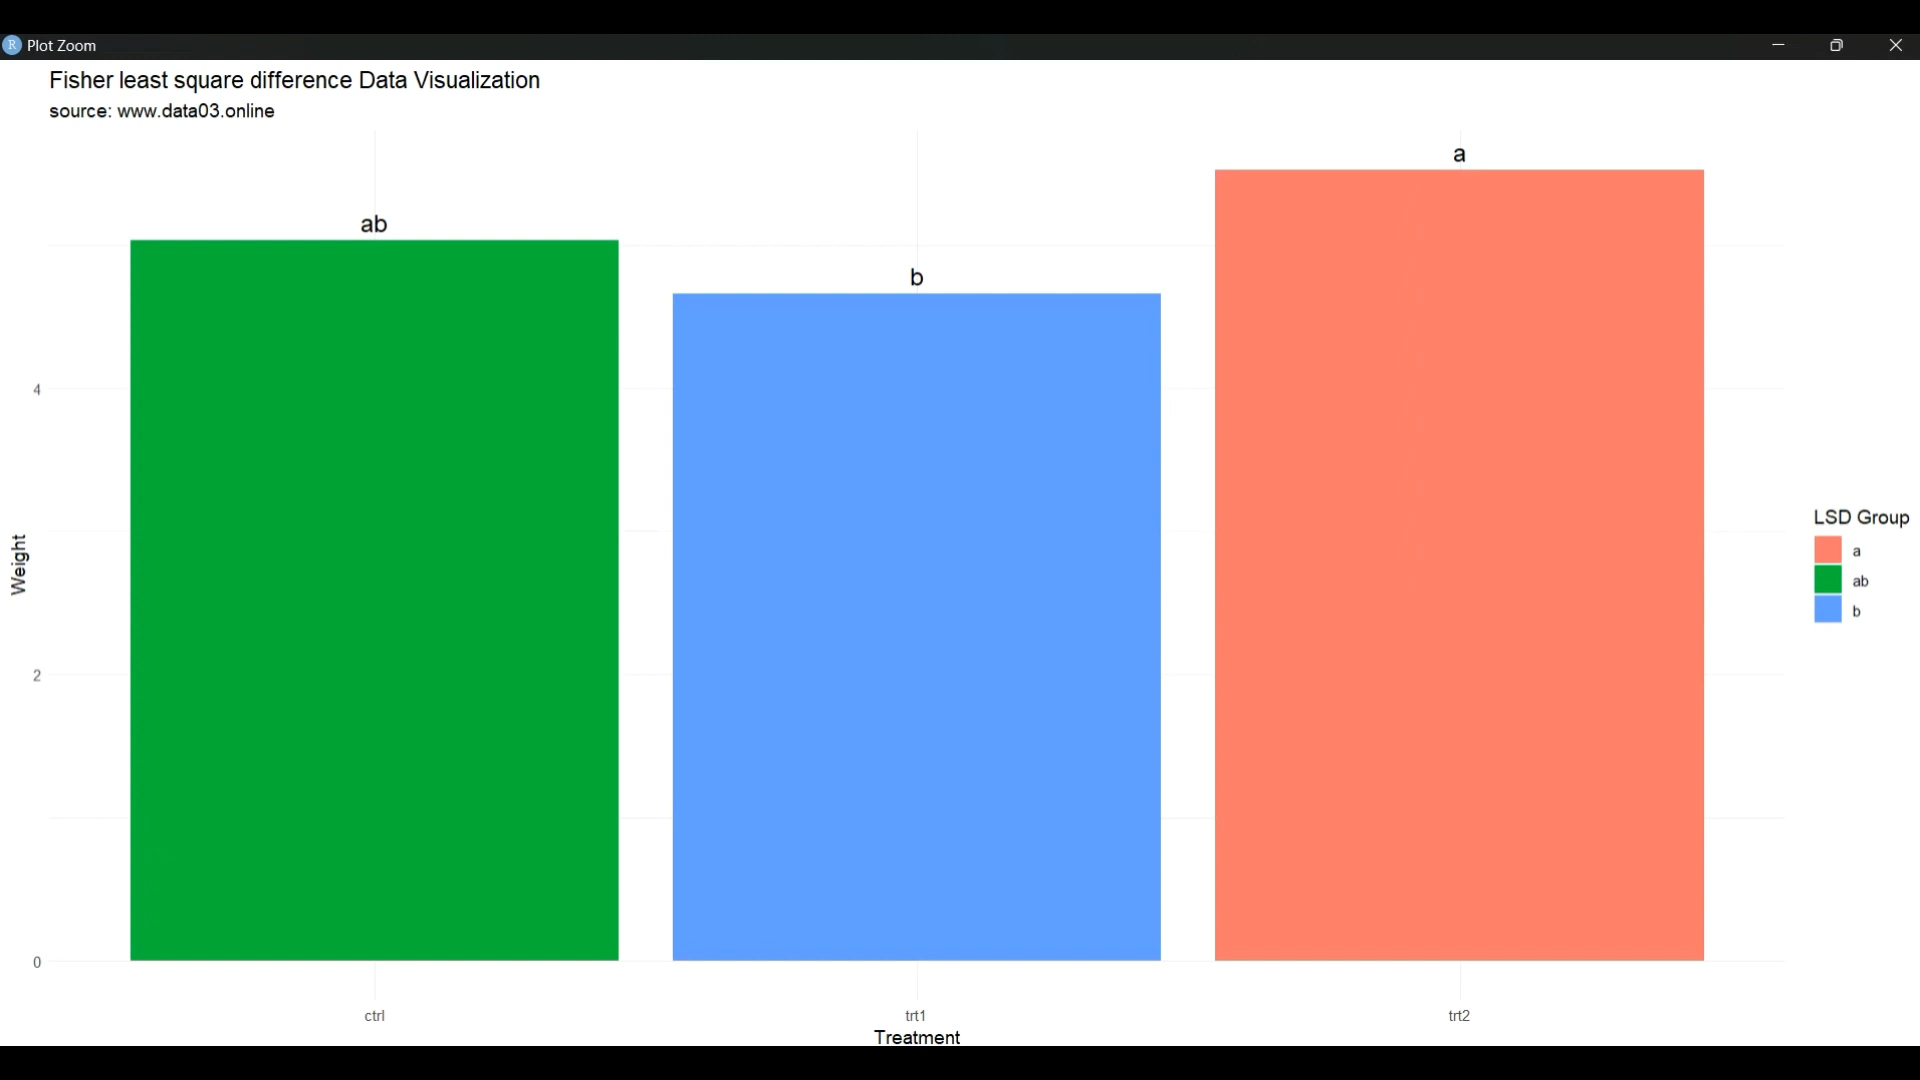 Plot Zoom
Fisher least square difference Data Visualization
source: www.data03.online
a
ab
b
4
2
0
Weight
LSD Group
a
ab
b
ctrl
trt1
trt2
Treatment